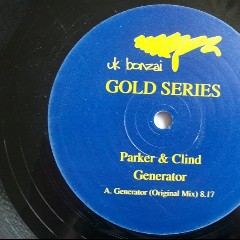 uk bonzai
GOLD SERIES
Parker & Clind
Generator
A. Generator (Original Mix) 8.17